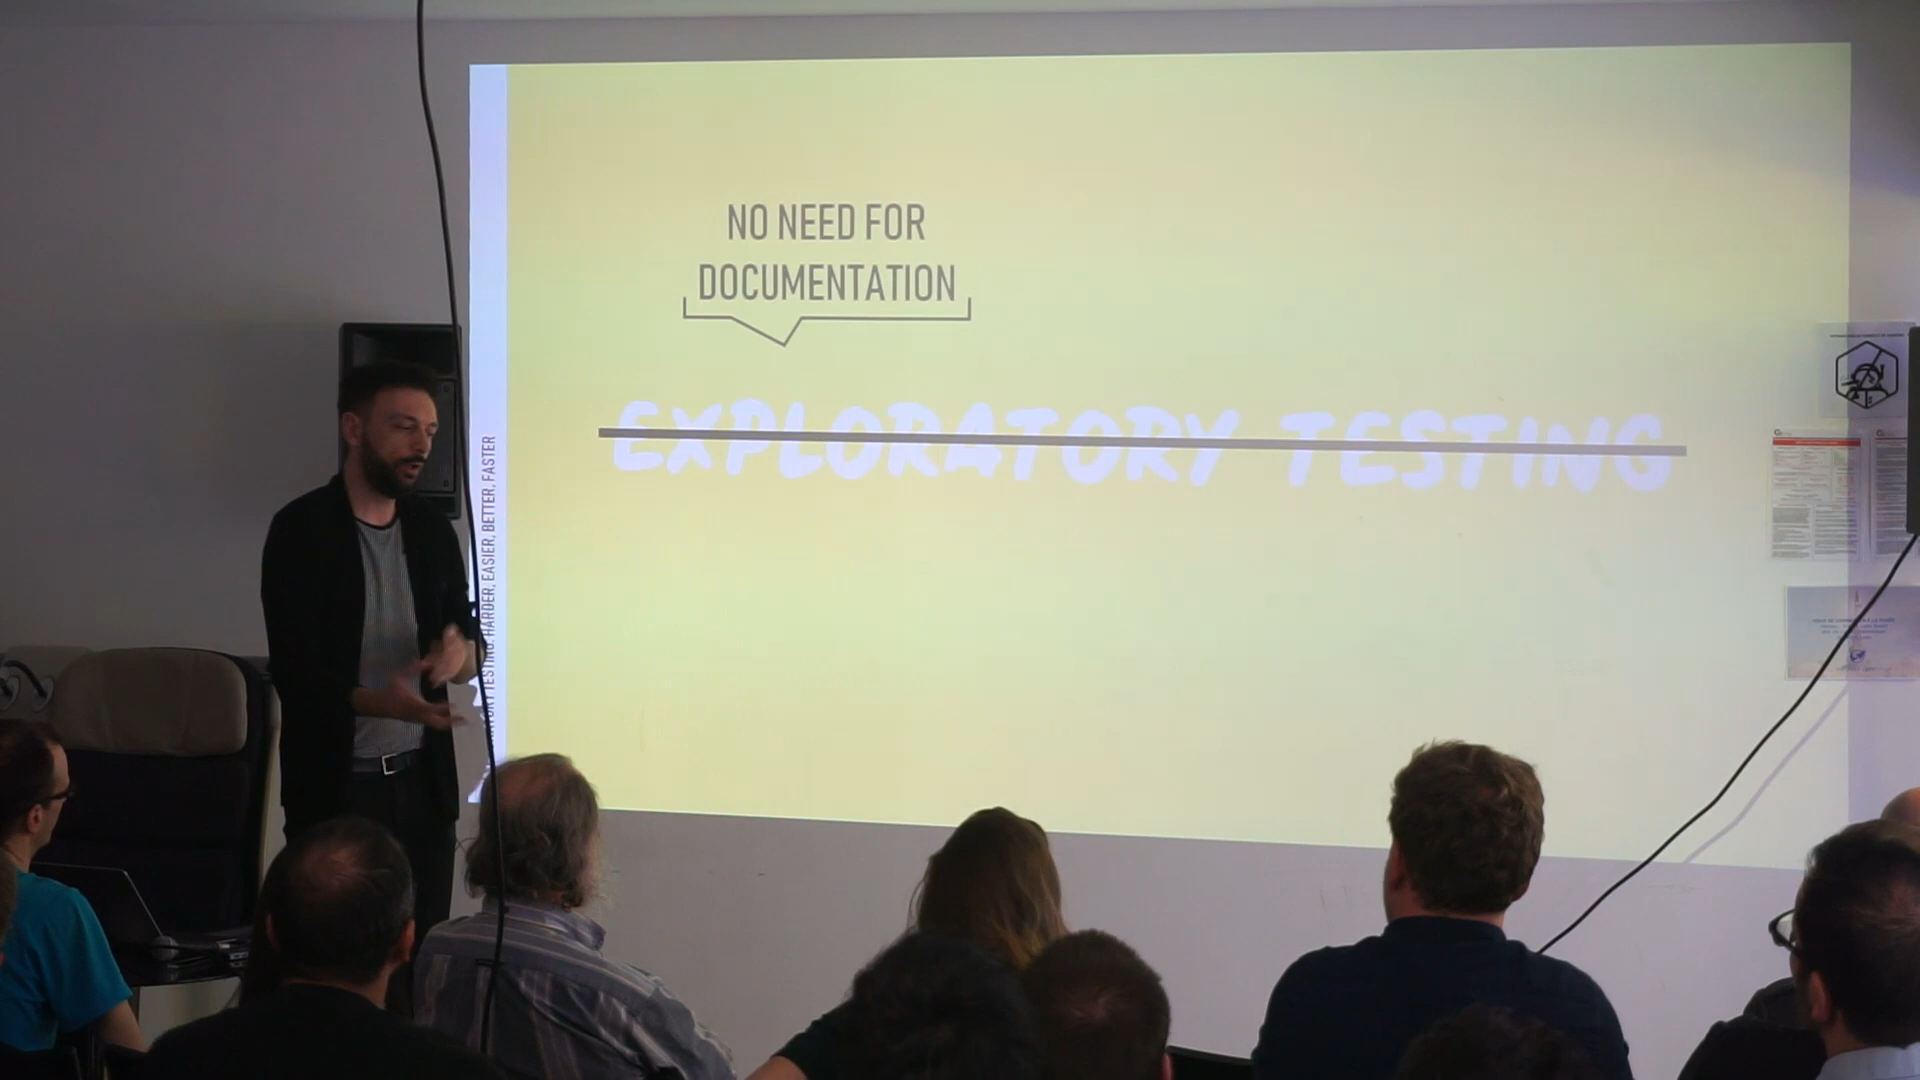 NO NEED FOR
DOCUMENTATION
EXPLORATORY TESTING
TESTING: HARDER, EASIER, BETTER, FASTER